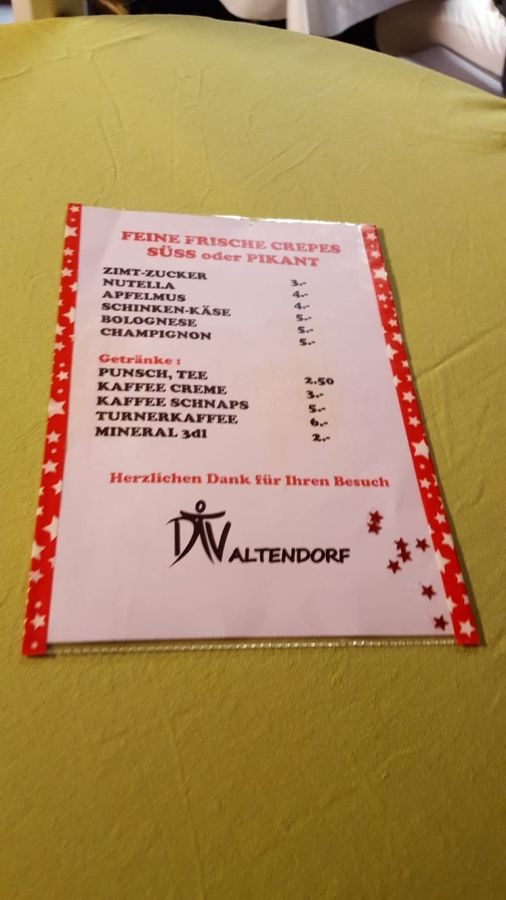 FEINE FRISCHE CREPES
SÜSS oder PIKANT
ZIMT-ZUCKER 3.-
NUTELLA 4.-
APFELMUS 4.-
SCHINKEN-KÄSE 5.-
BOLOGNESE 5.-
CHAMPIGNON 5.-
Getränke :
PUNSCH, TEE 2.50
KAFFEE CREME 3.-
KAFFEE SCHNAPS 5.-
TURNERKAFFEE 6.-
MINERAL 3dl 2.-
Herzlichen Dank für Ihren Besuch
DTV ALTENDORF